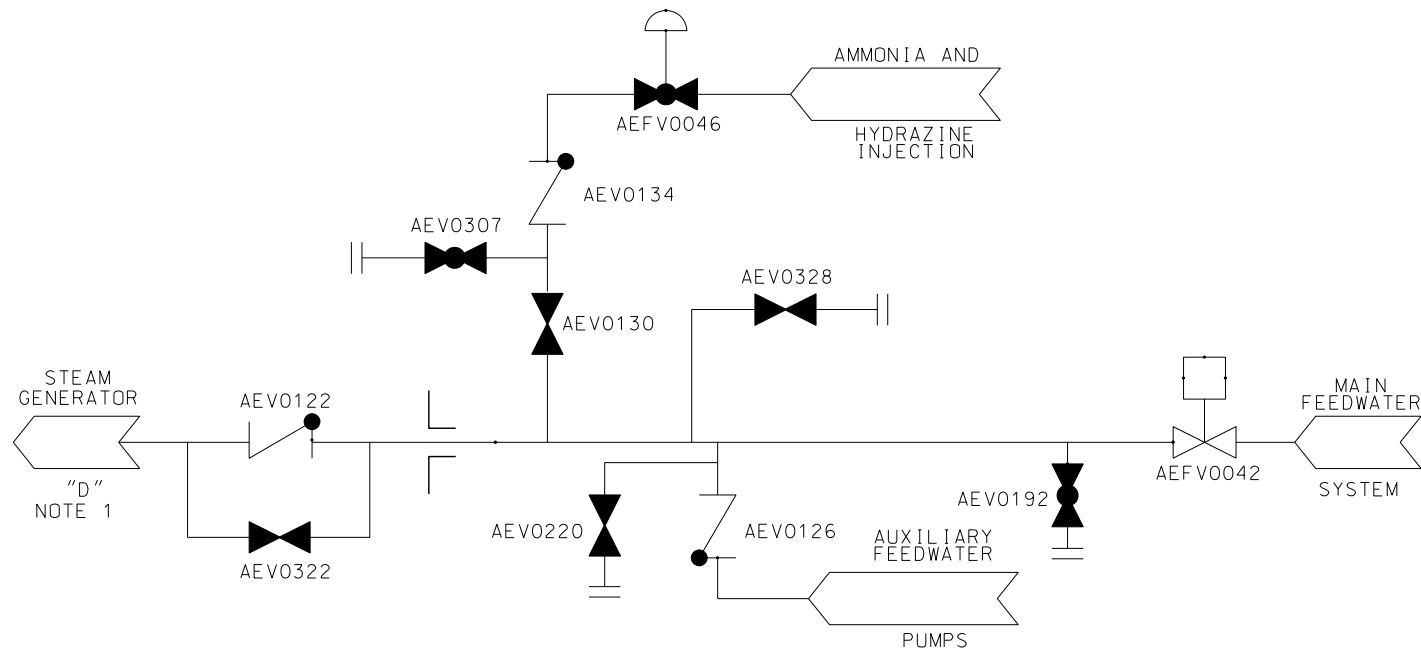 AMMONIA AND
HYDRAZINE
INJECTION
AEFV0046
AEV0134
AEV0307
AEV0328
AEV0130
STEAM
GENERATOR
"D"
NOTE 1
AEV0122
AEV0322
MAIN
FEEDWATER
SYSTEM
AEFV0042
AEV0192
AEV0220
AEV0126
AUXILIARY
FEEDWATER
PUMPS